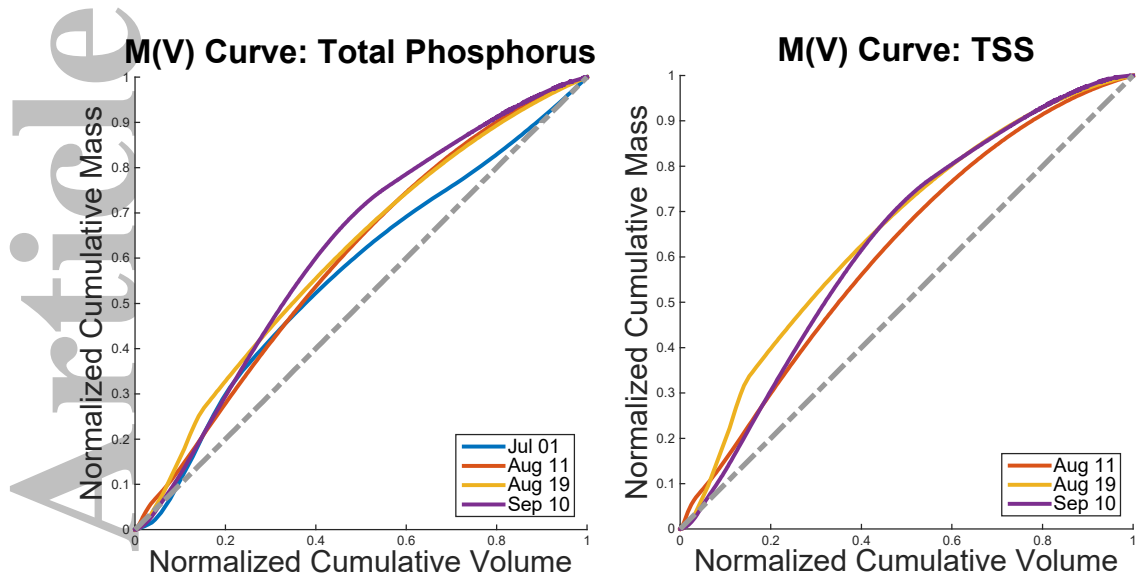 Article
M(V) Curve: Total Phosphorus
Normalized Cumulative Mass
1
0.9
0.8
0.7
0.6
0.5
0.4
0.3
0.2
0.1
0
0
0.2
0.4
0.6
0.8
1
Normalized Cumulative Volume
Jul 01
Aug 11
Aug 19
Sep 10
M(V) Curve: TSS
Normalized Cumulative Mass
1
0.9
0.8
0.7
0.6
0.5
0.4
0.3
0.2
0.1
0
0
0.2
0.4
0.6
0.8
1
Normalized Cumulative Volume
Aug 11
Aug 19
Sep 10